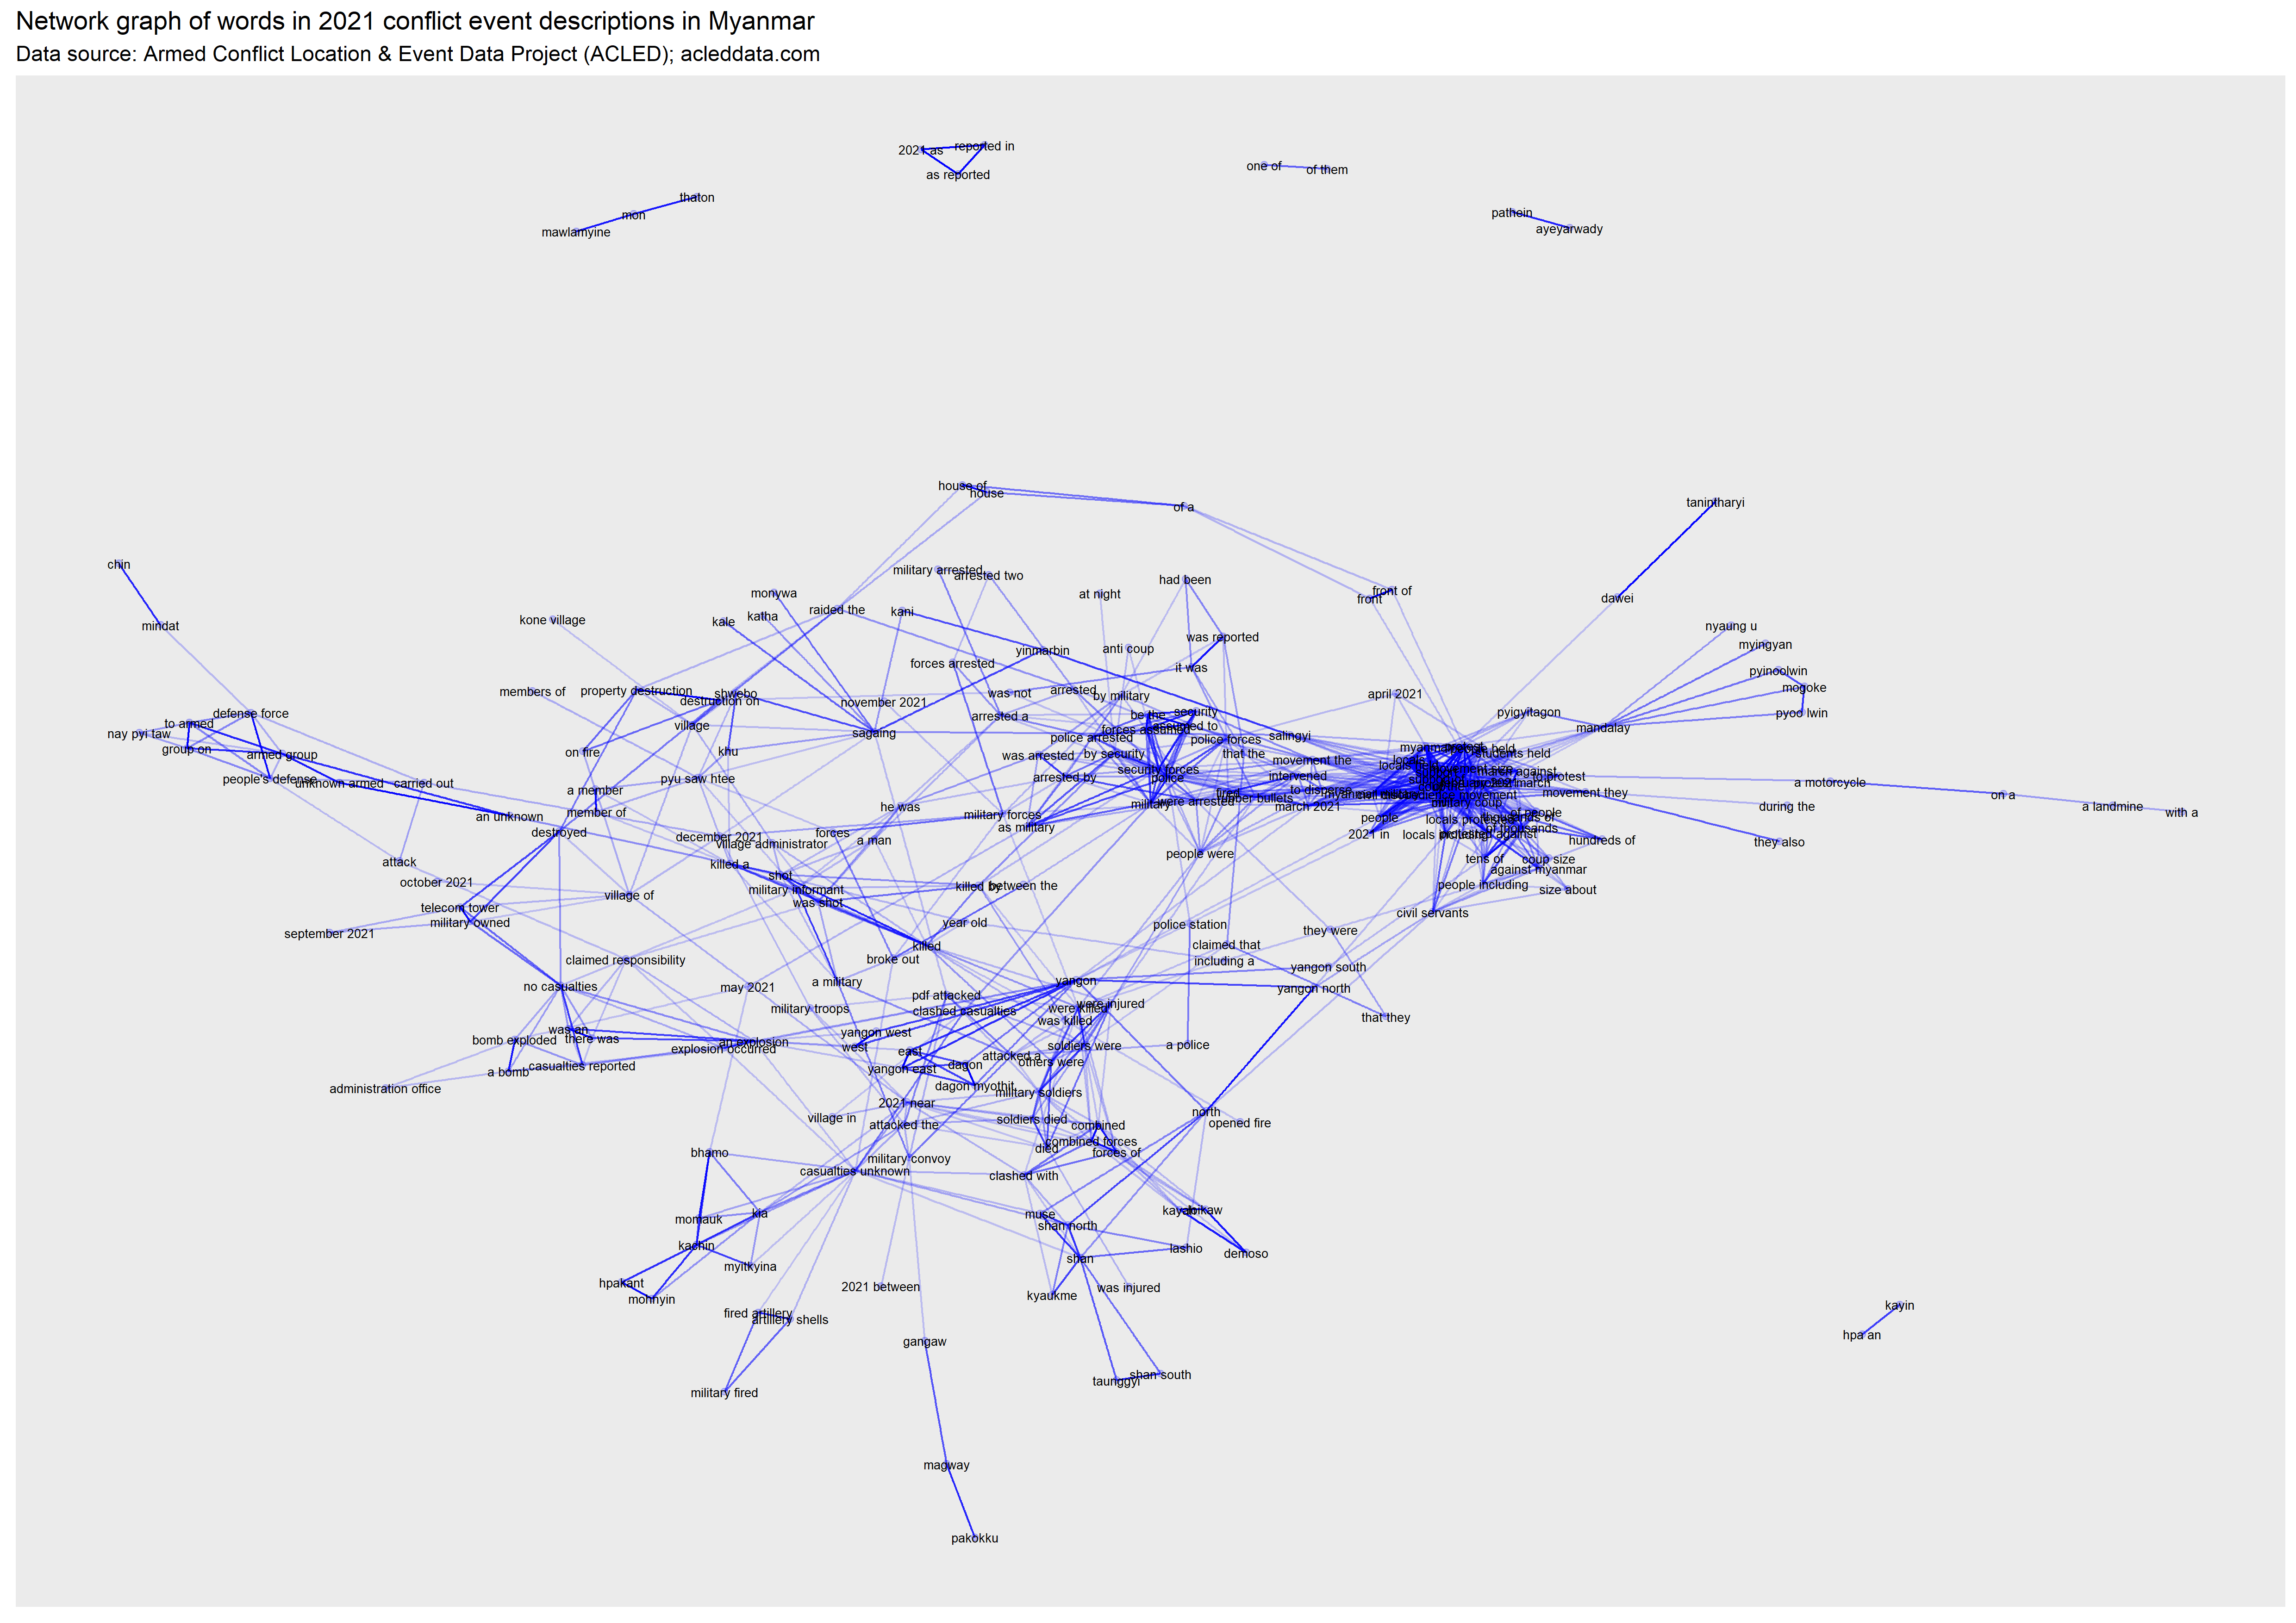 Network graph of words in 2021 conflict event descriptions in Myanmar
Data source: Armed Conflict Location & Event Data Project (ACLED); acleddata.com
2021 as
reported in
as reported
one of
of them
thaton
mon
mawlamyine
pathein
ayeyarwady
house of
house
of a
tanintharyi
dawei
chin
mindat
military arrested
arrested two
had been
at night
front of
front
monywa
katha
kale
raided the
kani
kone village
was reported
anti coup
it was
yinmarbin
forces arrested
nyaung u
myingyan
pyinoolwin
mogoke
pyoo lwin
mandalay
members of
property destruction
shwebo
destruction on
november 2021
was not
arrested
by military
april 2021
pyigyitagon
defense force
to armed
nay pyi taw
group on
armed group
people's defense
unknown armed
carried out
an unknown
village
sagaing
arrested a
be the
security
assumed to
forces assumed
police arrested
police forces
salingyi
on fire
khu
was arrested
by security
that the
movement the
pyu saw htee
arrested by
security forces
police
intervened
to disperse
a member
member of
he was
military
were arrested
fired
rubber bullets
march 2021
military forces
as military
students held
march against
to protest
movement they
movement size
movement
military coup
people
2021 in
locals protested
locals including
protested against
of people
thousands of
of thousands
hundreds of
they also
a motorcycle
on a
during the
a landmine
with a
destroyed
december 2021
forces
village administrator
a man
people were
tens of
coup size
against myanmar
people including
size about
civil servants
attack
october 2021
killed a
shot
military informant
was shot
killed by
between the
village of
telecom tower
military owned
september 2021
year old
police station
they were
killed
claimed that
claimed responsibility
broke out
including a
yangon south
yangon north
yangon
no casualties
may 2021
a military
pdf attacked
were injured
were killed
clashed casualties
military troops
was killed
that they
was an
there was
bomb exploded
an explosion
explosion occurred
yangon west
west
east
soldiers were
a police
attacked a
others were
a bomb
casualties reported
yangon east
dagon
dagon myothit
administration office
military soldiers
2021 near
north
village in
attacked the
soldiers died
combined
opened fire
combined forces
died
forces of
bhamo
military convoy
casualties unknown
clashed with
momauk
kia
muse
shan north
kayah
demoso
kachin
lashio
shan
myitkyina
hpakant
mohnyin
2021 between
was injured
kyaukme
fired artillery
artillery shells
kayin
hpa an
gangaw
shan south
taunggyi
military fired
magway
pakokku